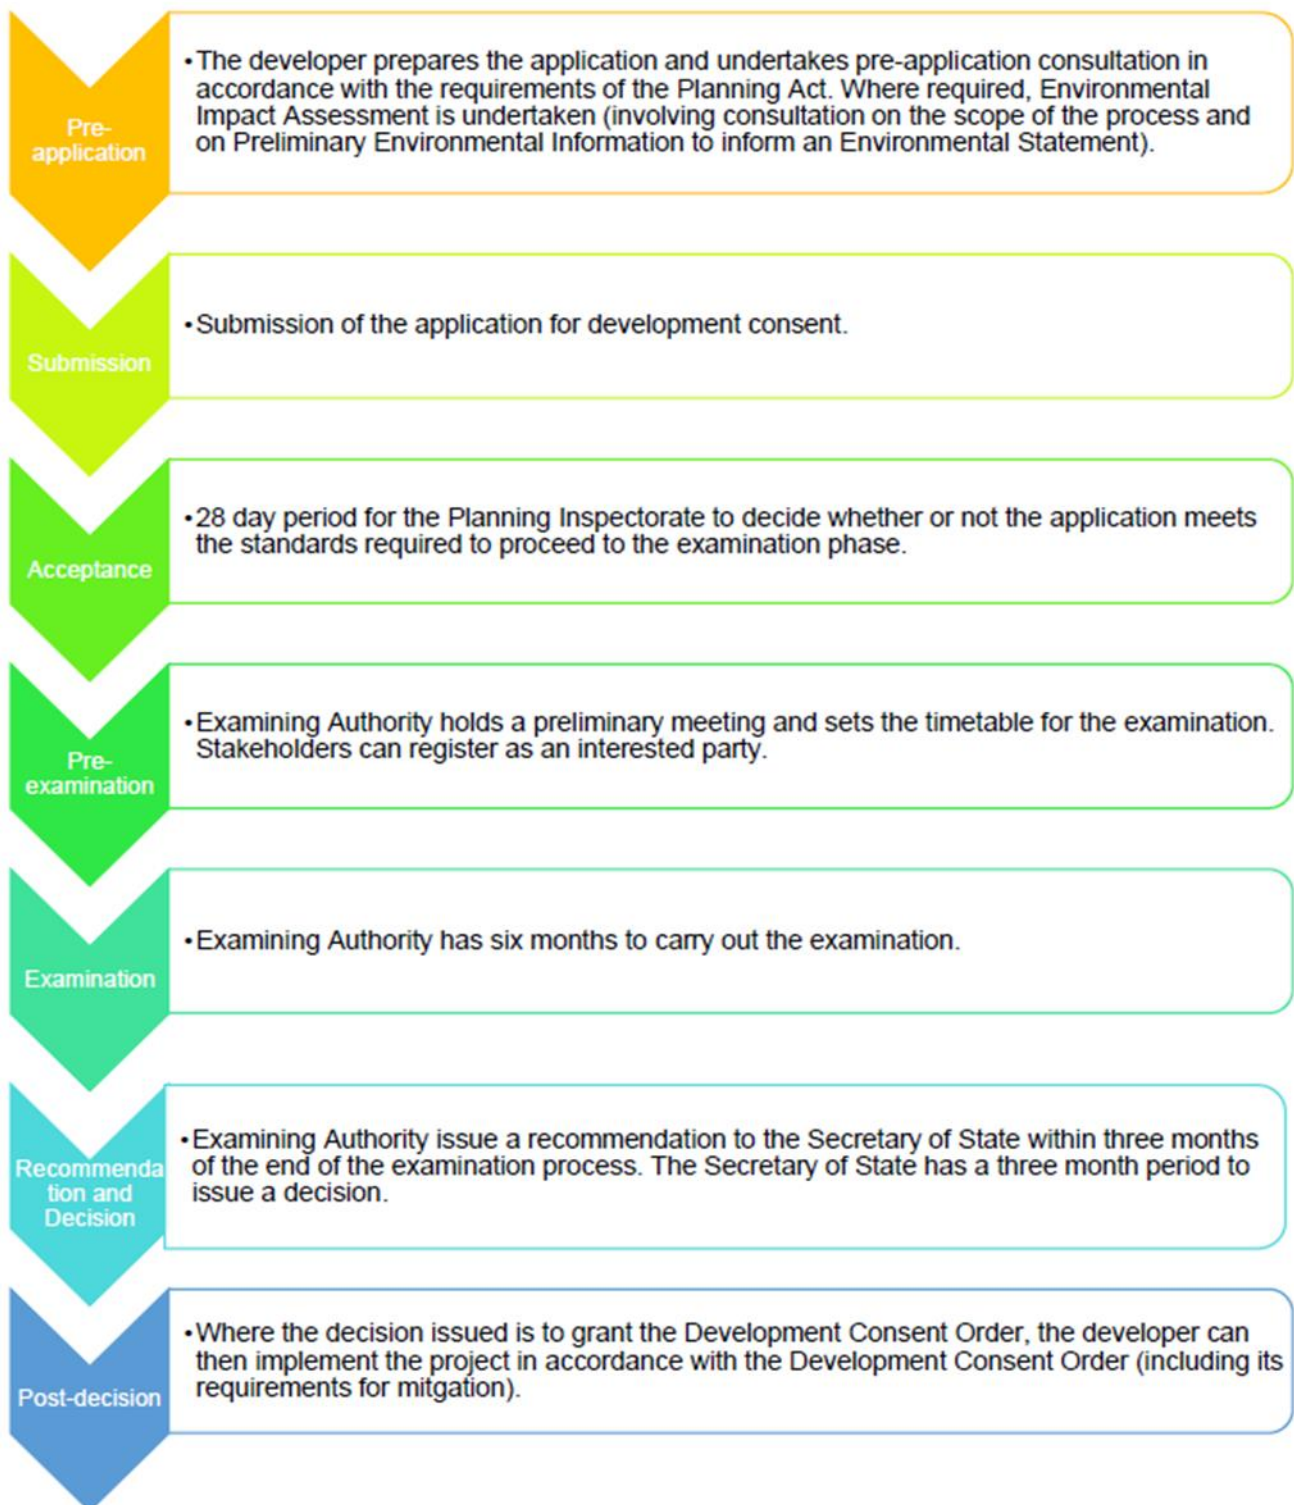 Pre-
application
•The developer prepares the application and undertakes pre-application consultation in
accordance with the requirements of the Planning Act. Where required, Environmental
Impact Assessment is undertaken (involving consultation on the scope of the process and
on Preliminary Environmental Information to inform an Environmental Statement).
Submission
•Submission of the application for development consent.
Acceptance
•28 day period for the Planning Inspectorate to decide whether or not the application meets
the standards required to proceed to the examination phase.
Pre-
examination
•Examining Authority holds a preliminary meeting and sets the timetable for the examination.
Stakeholders can register as an interested party.
Examination
•Examining Authority has six months to carry out the examination.
Recommenda
tion and
Decision
•Examining Authority issue a recommendation to the Secretary of State within three months
of the end of the examination process. The Secretary of State has a three month period to
issue a decision.
Post-decision
•Where the decision issued is to grant the Development Consent Order, the developer can
then implement the project in accordance with the Development Consent Order (including its
requirements for mitgation).